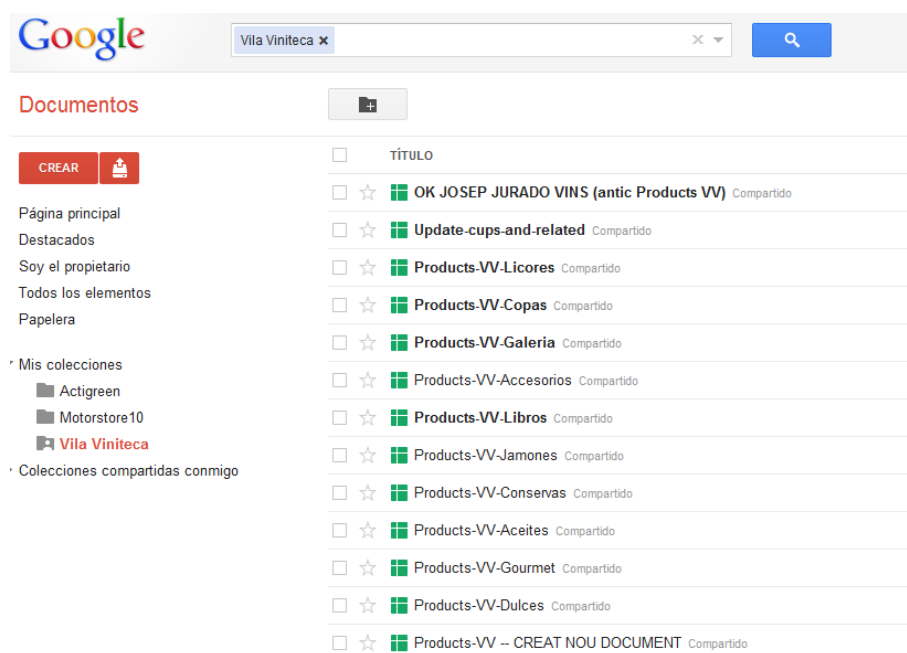 Google
Vila Viniteca ×
Documentos
CREAR
Página principal
Destacados
Soy el propietario
Todos los elementos
Papelera
Mis colecciones
Actigreen
Motorstore10
Vila Viniteca
Colecciones compartidas conmigo
TÍTULO
OK JOSEP JURADO VINS (antic Products VV) Compartido
Update-cups-and-related Compartido
Products-VV-Licores Compartido
Products-VV-Copas Compartido
Products-VV-Galeria Compartido
Products-VV-Accesorios Compartido
Products-VV-Libros Compartido
Products-VV-Jamones Compartido
Products-VV-Conservas Compartido
Products-VV-Aceites Compartido
Products-VV-Gourmet Compartido
Products-VV-Dulces Compartido
Products-VV -- CREAT NOU DOCUMENT Compartido